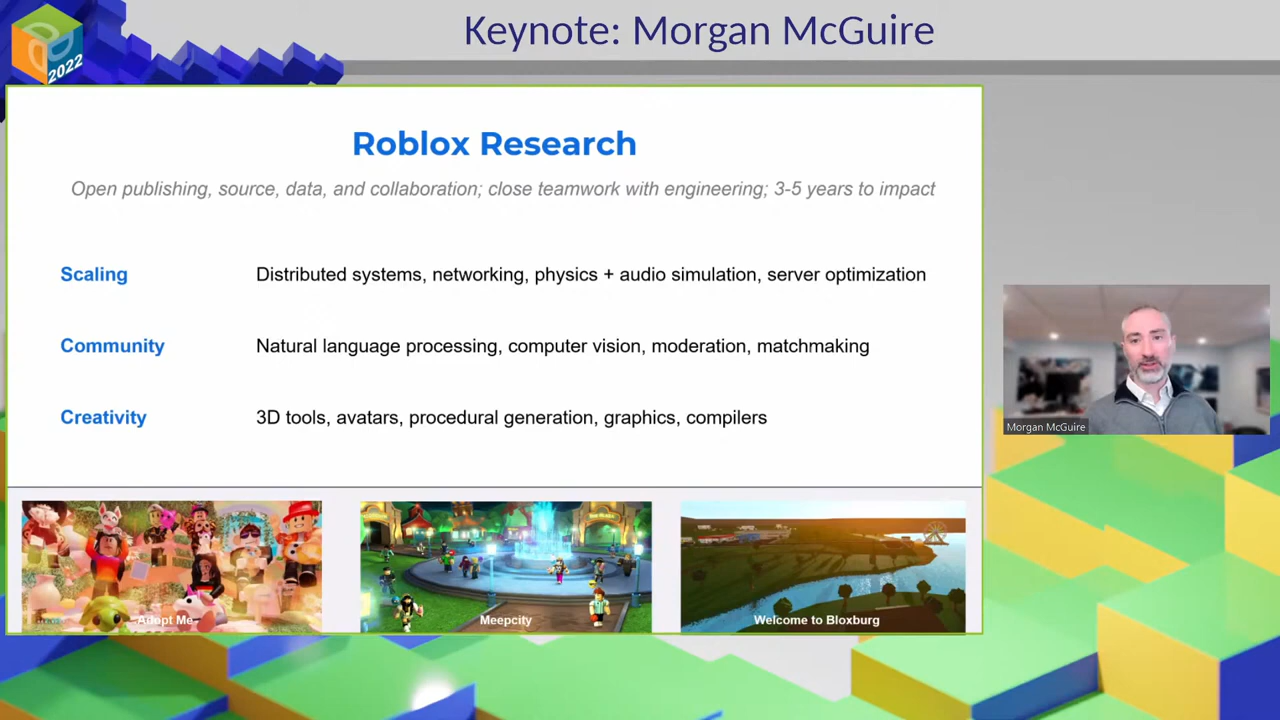 Keynote: Morgan McGuire
2022
Roblox Research
Open publishing, source, data, and collaboration; close teamwork with engineering; 3-5 years to impact
Scaling Distributed systems, networking, physics + audio simulation, server optimization
Community Natural language processing, computer vision, moderation, matchmaking
Creativity 3D tools, avatars, procedural generation, graphics, compilers
Morgan McGuire
Adopt Me Meepcity Welcome to Bloxburg